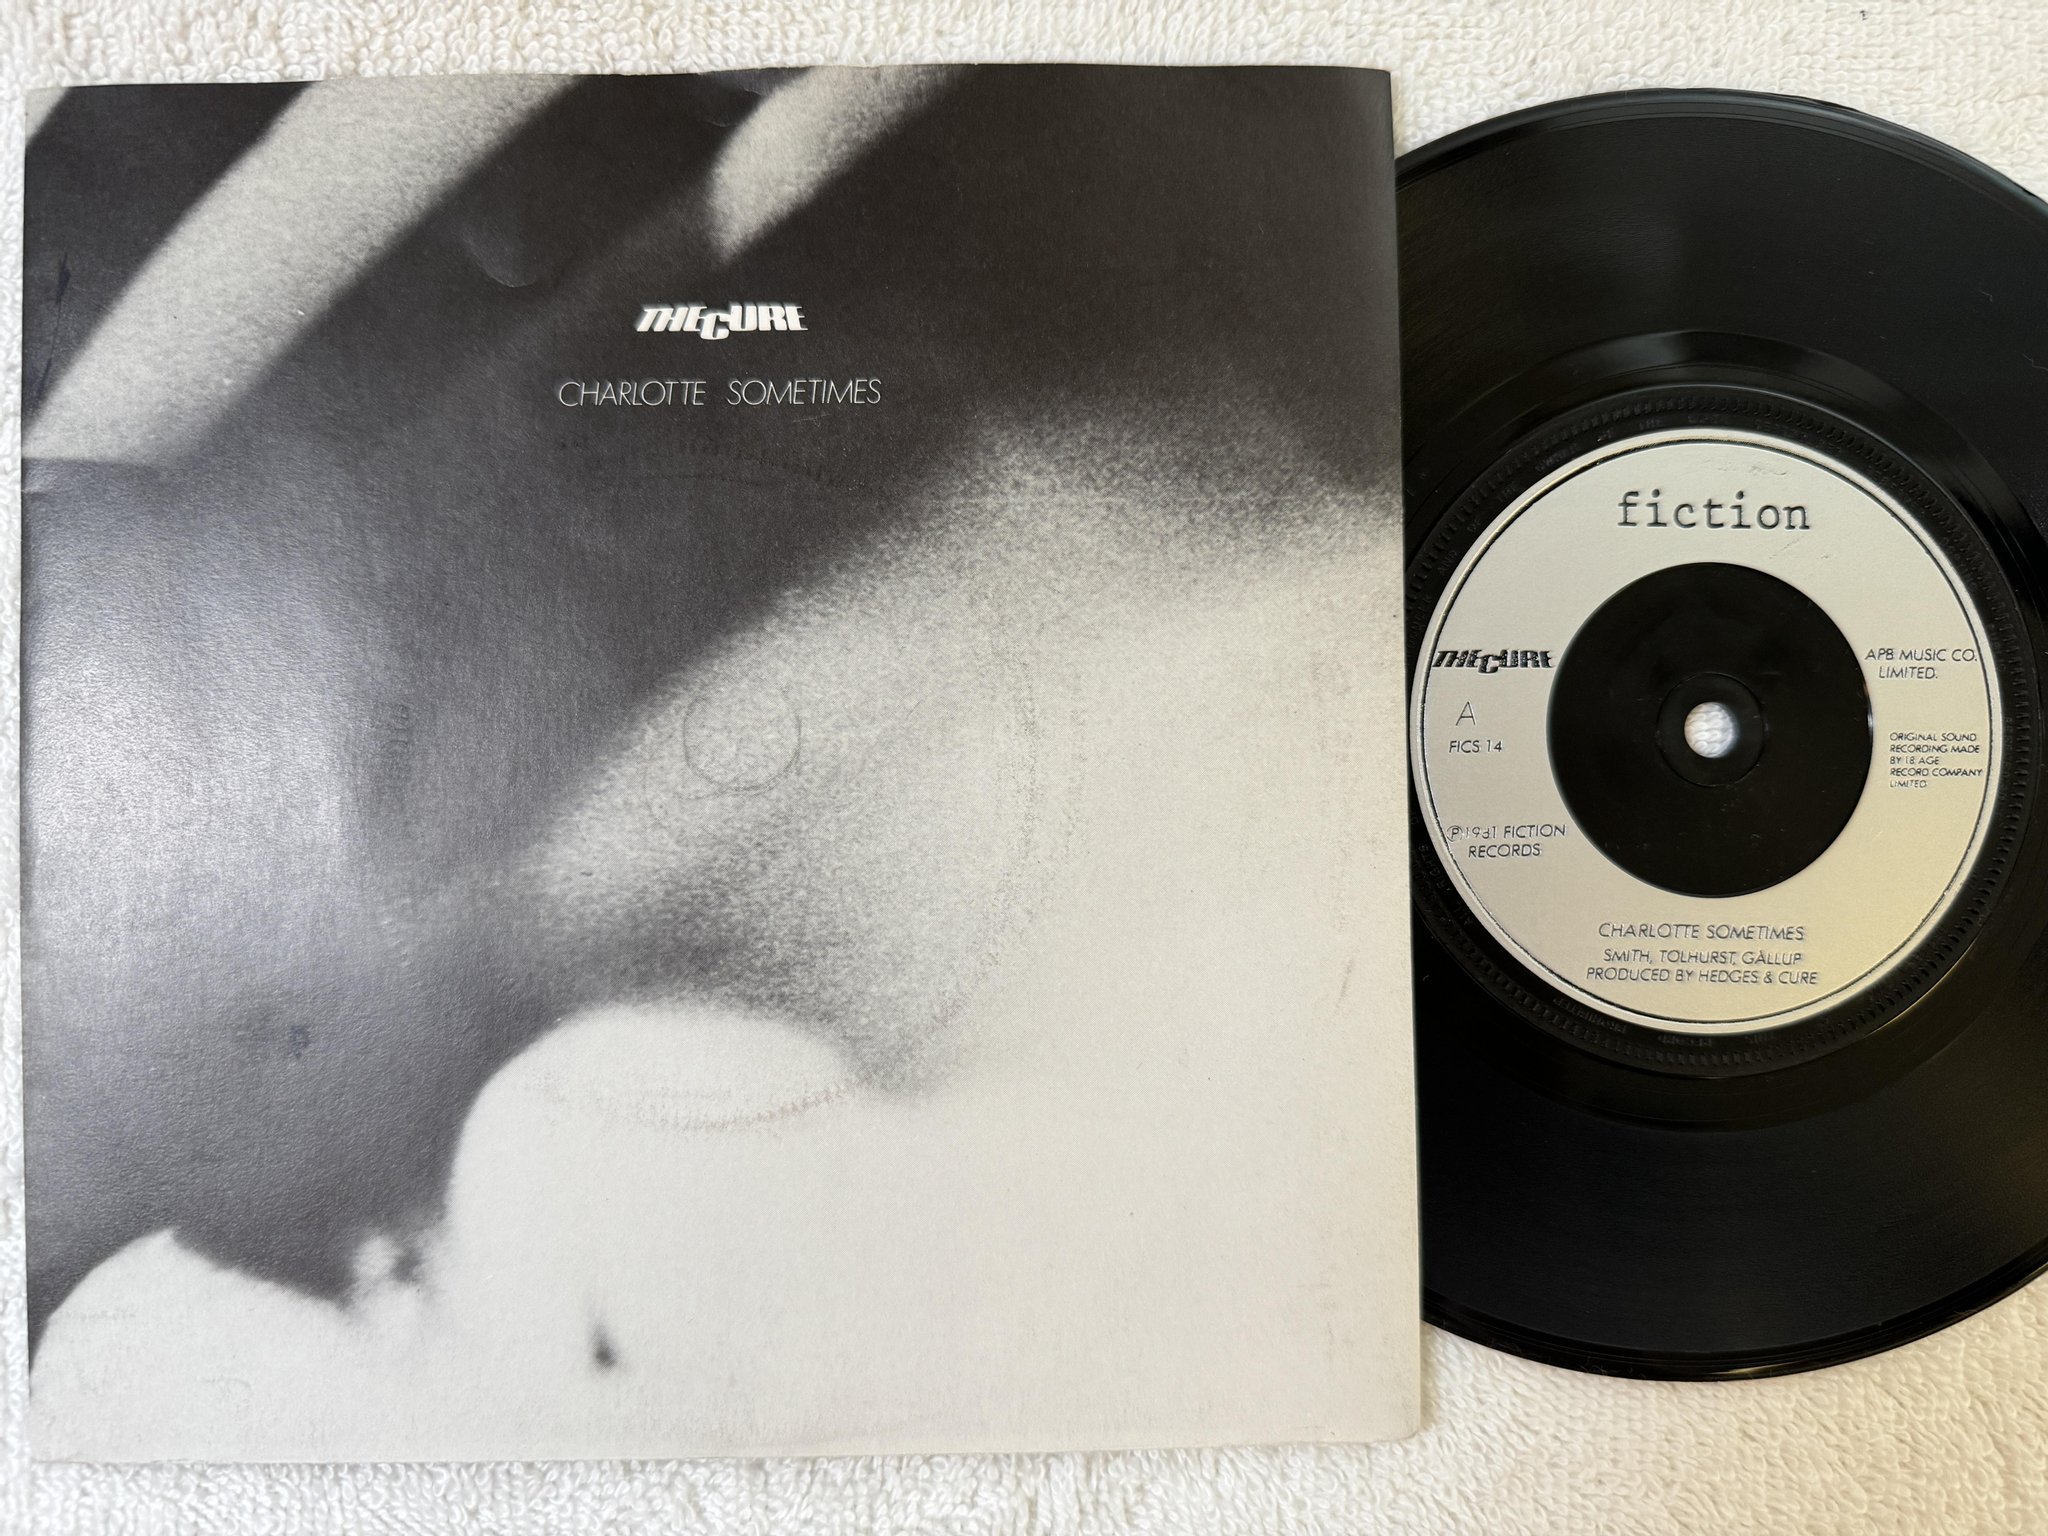 THE CURE
CHARLOTTE SOMETIMES
fiction
THE CURE
A
FICS 14
APB MUSIC CO.
LIMITED.
ORIGINAL SOUND
RECORDING MADE
BY 18 AGE
RECORD COMPANY
LIMITED.
℗1981 FICTION
RECORDS
CHARLOTTE SOMETIMES
SMITH, TOLHURST, GALLUP
PRODUCED BY HEDGES & CURE